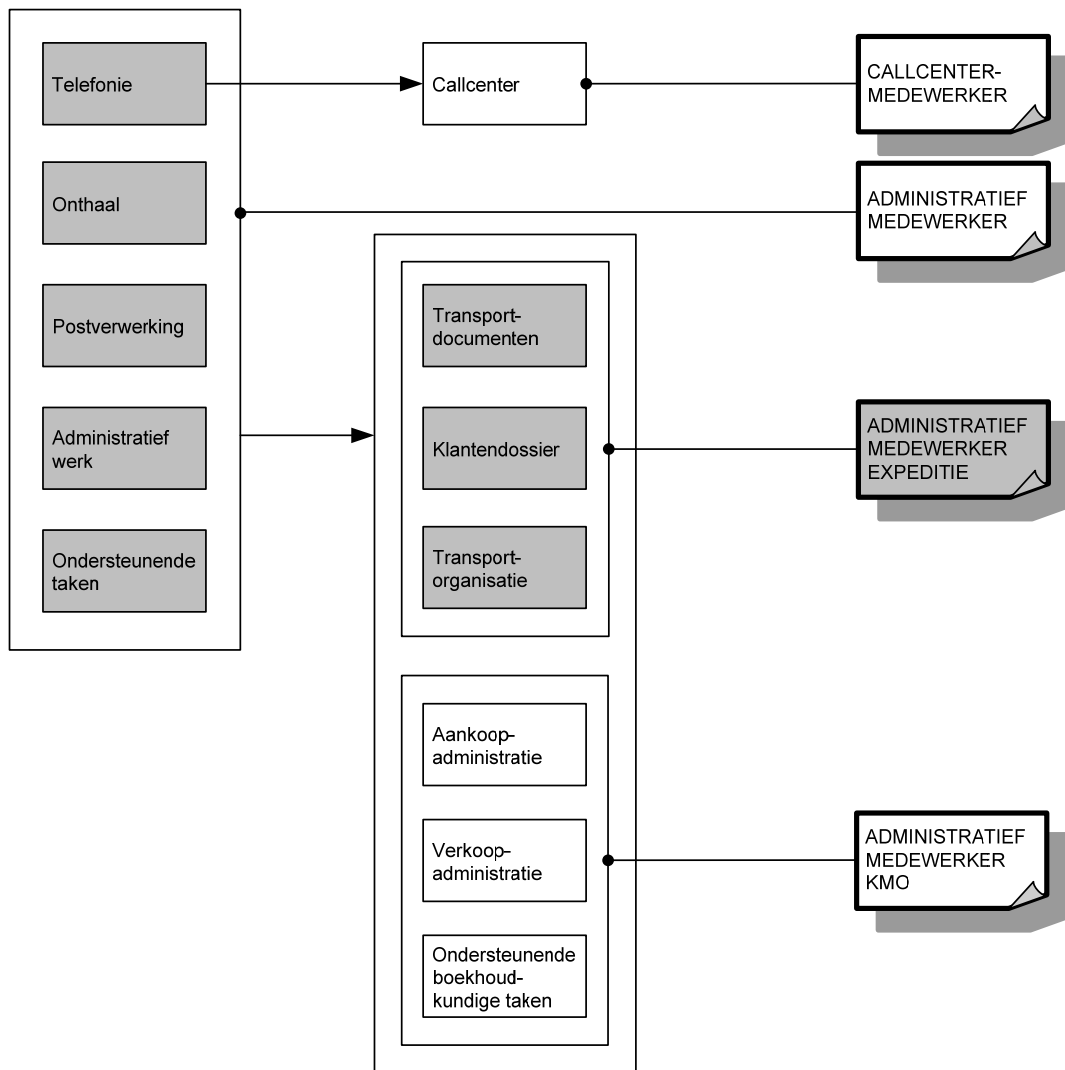 Telefonie
Callcenter
CALLCENTER-
MEDEWERKER
Onthaal
ADMINISTRATIEF
MEDEWERKER
Postverwerking
Transport-
documenten
Administratief
werk
Klantendossier
ADMINISTRATIEF
MEDEWERKER
EXPEDITIE
Ondersteunende
taken
Transport-
organisatie
Aankoop-
administratie
Verkoop-
administratie
ADMINISTRATIEF
MEDEWERKER
KMO
Ondersteunende
boekhoud-
kundige taken